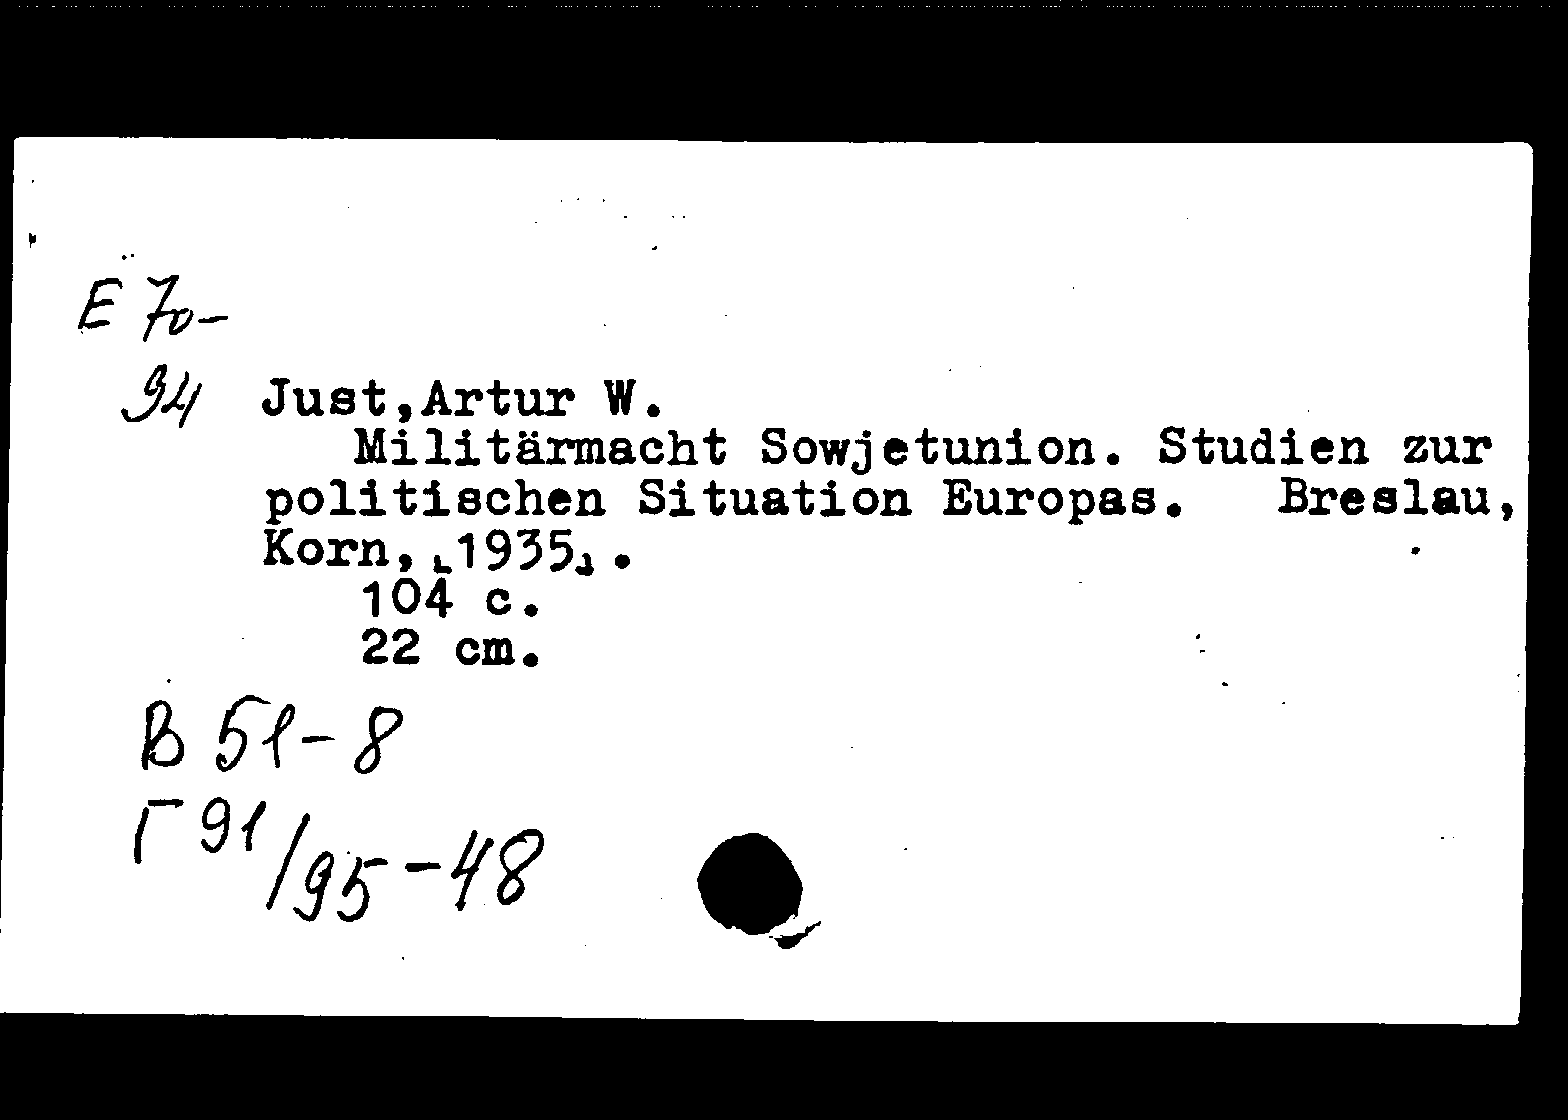 E 70-
94 Just,Artur W.
Militärmacht Sowjetunion. Studien zur
politischen Situation Europas. Breslau,
Korn, [1935].
104 c.
22 cm.
В 51-8
Г 91/95-48